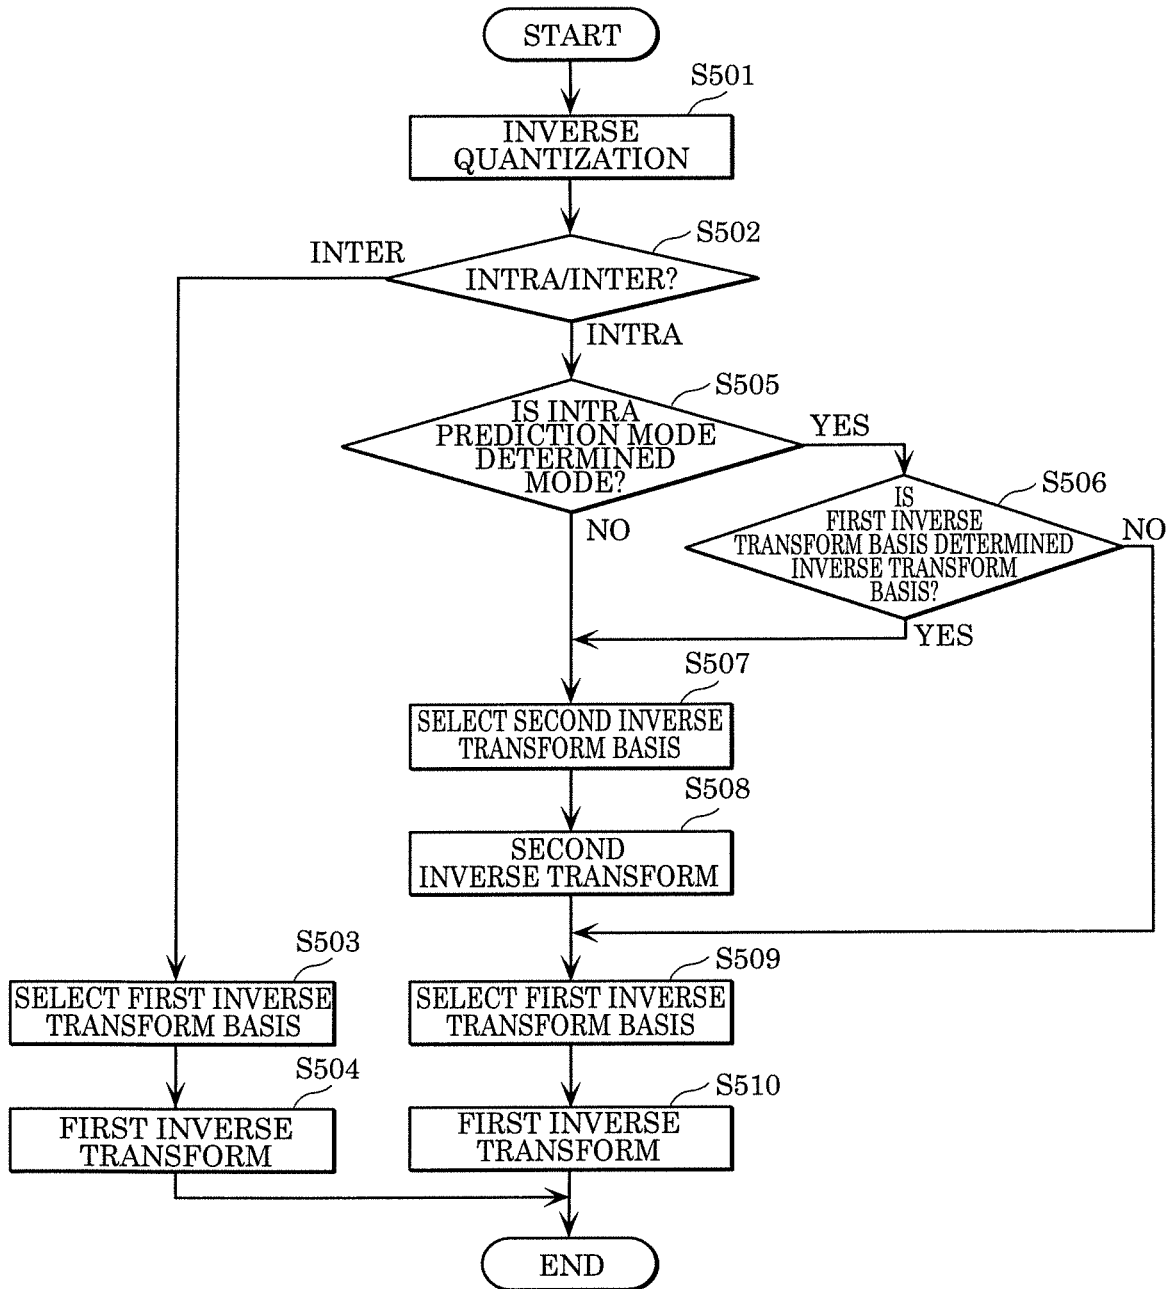 START
S501
INVERSE
QUANTIZATION
S502
INTER
INTRA/INTER?
INTRA
S505
IS INTRA
PREDICTION MODE
DETERMINED
MODE?
YES
NO
S506
IS
FIRST INVERSE
TRANSFORM BASIS DETERMINED
INVERSE TRANSFORM
BASIS?
NO
YES
S507
SELECT SECOND INVERSE
TRANSFORM BASIS
S508
SECOND
INVERSE TRANSFORM
S503
SELECT FIRST INVERSE
TRANSFORM BASIS
S509
SELECT FIRST INVERSE
TRANSFORM BASIS
S504
FIRST INVERSE
TRANSFORM
S510
FIRST INVERSE
TRANSFORM
END